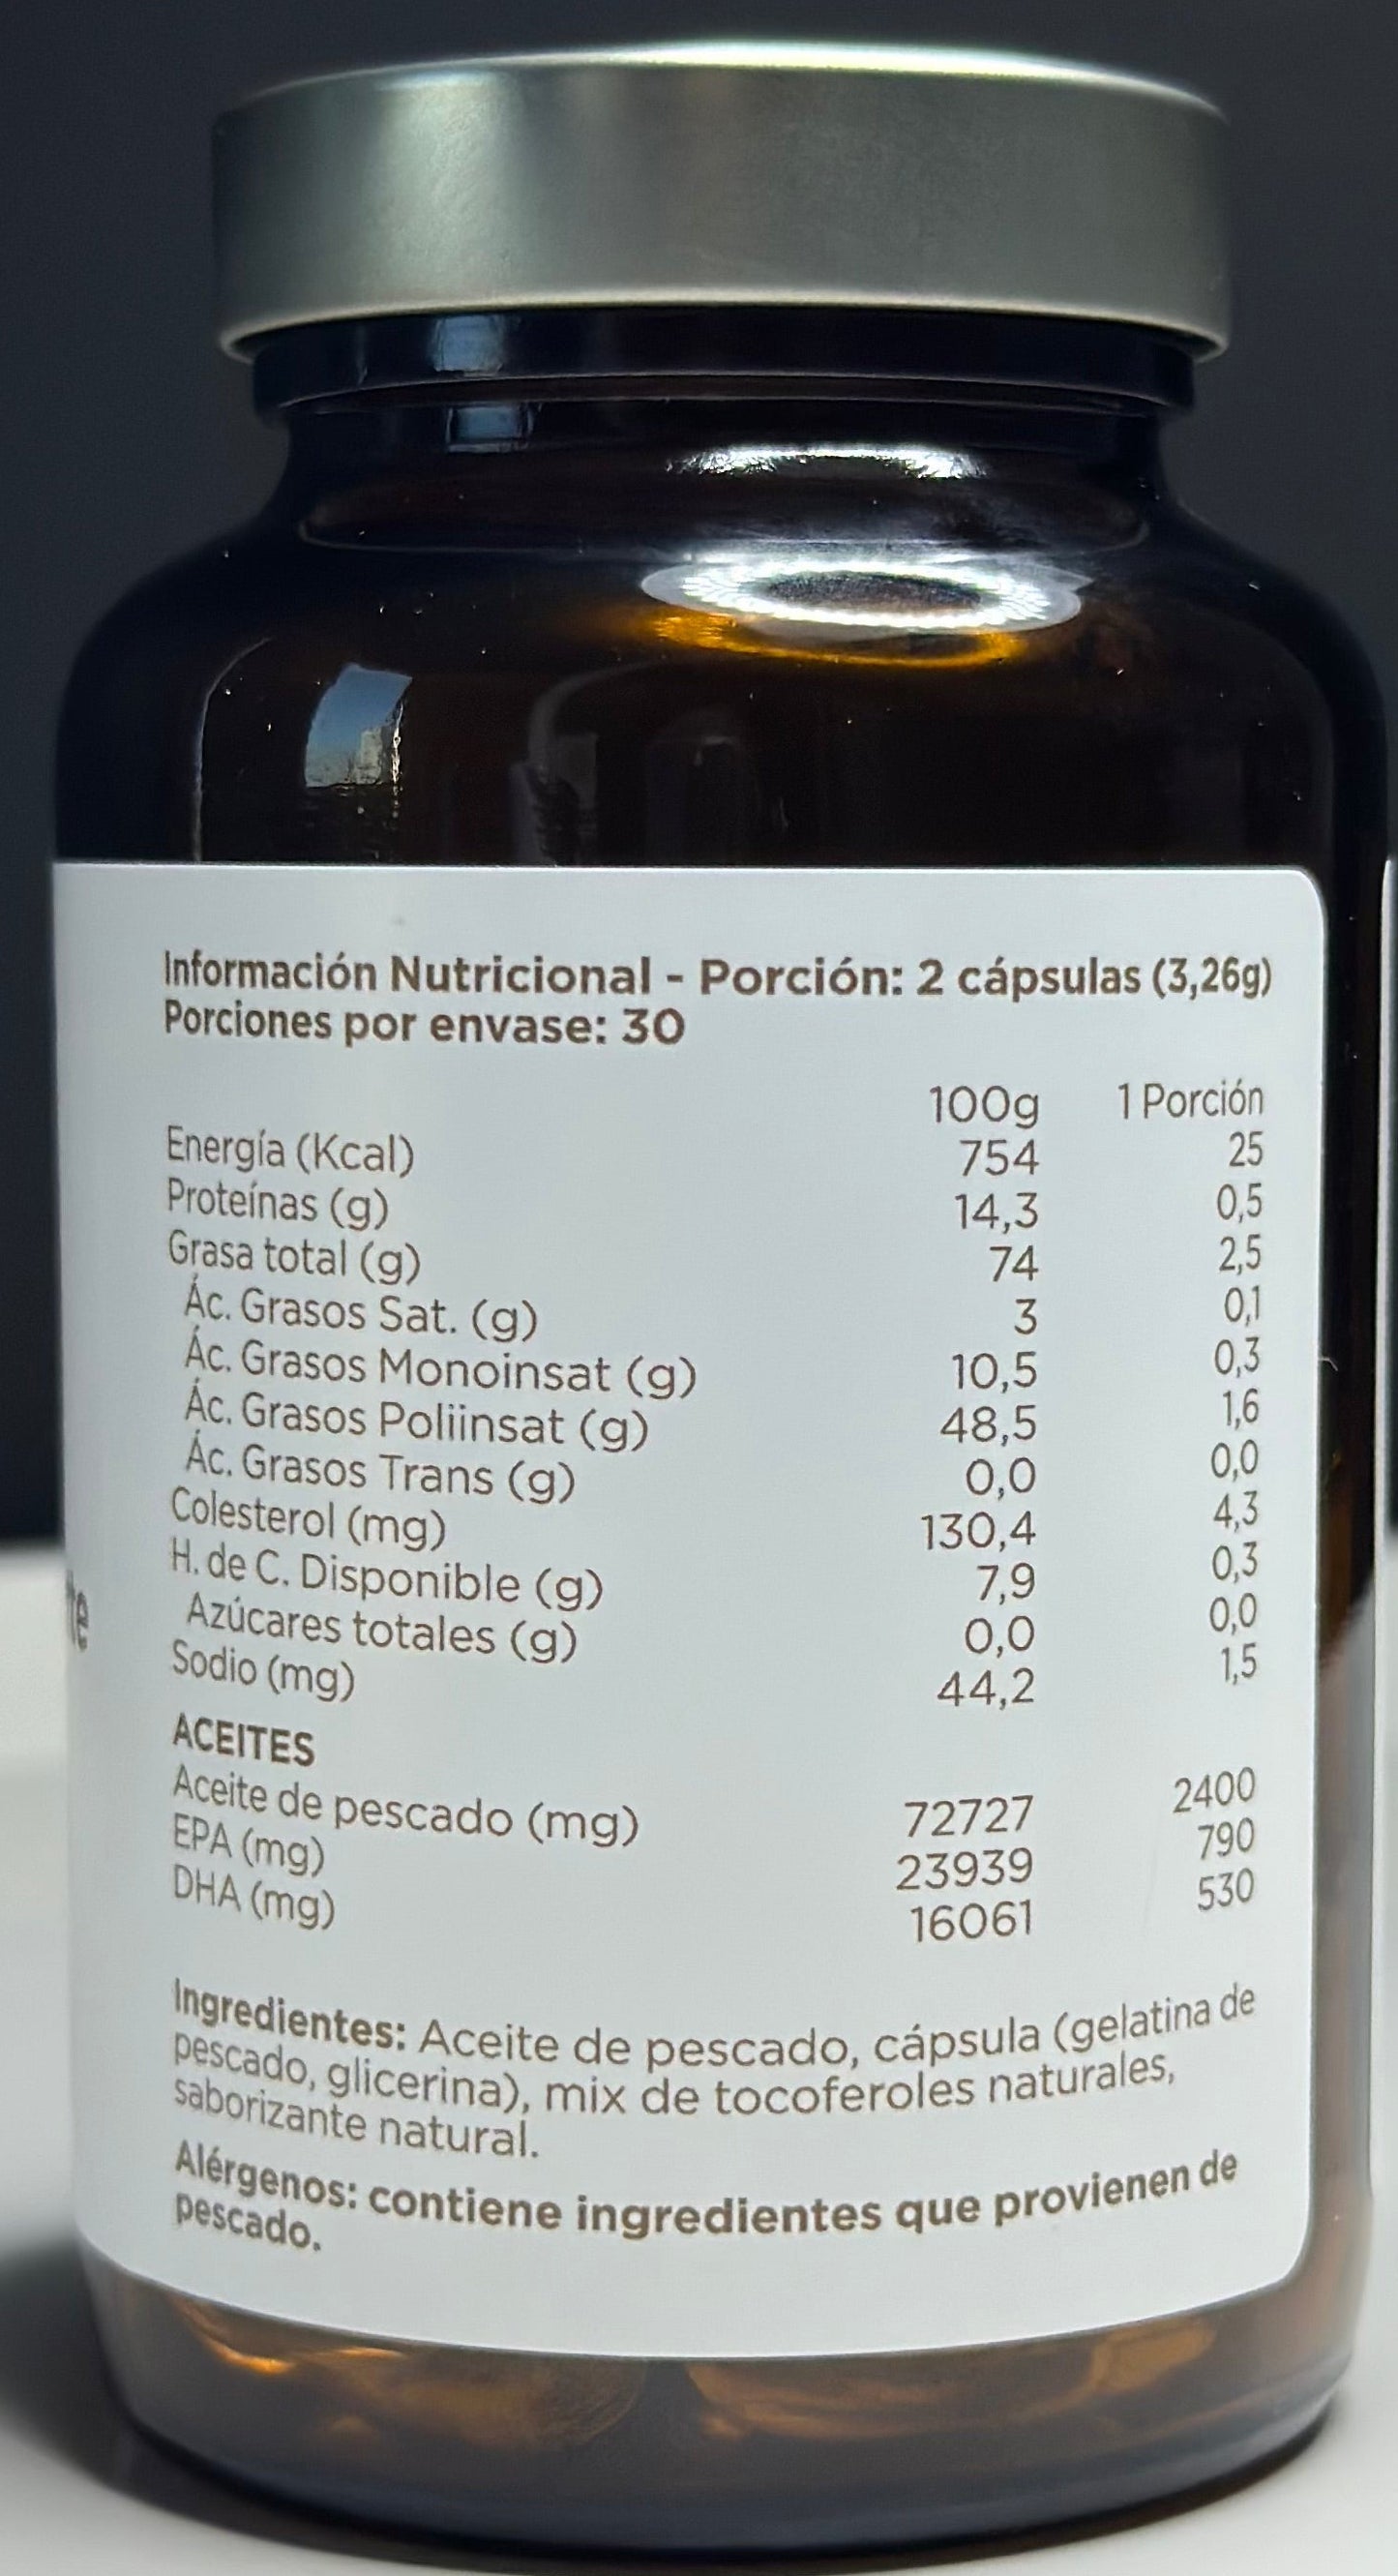 Información Nutricional - Porción: 2 cápsulas (3,26g)
Porciones por envase: 30
100g 1 Porción
Energía (Kcal) 754 25
Proteínas (g) 14,3 0,5
Grasa total (g) 74 2,5
Ác. Grasos Sat. (g) 3 0,1
Ác. Grasos Monoinsat (g) 10,5 0,3
Ác. Grasos Poliinsat (g) 48,5 1,6
Ác. Grasos Trans (g) 0,0 0,0
Colesterol (mg) 130,4 4,3
H. de C. Disponible (g) 7,9 0,3
Azúcares totales (g) 0,0 0,0
Sodio (mg) 44,2 1,5
ACEITES
Aceite de pescado (mg) 72727 2400
EPA (mg) 23939 790
DHA (mg) 16061 530
Ingredientes: Aceite de pescado, cápsula (gelatina de
pescado, glicerina), mix de tocoferoles naturales,
saborizante natural.
Alérgenos: contiene ingredientes que provienen de
pescado.